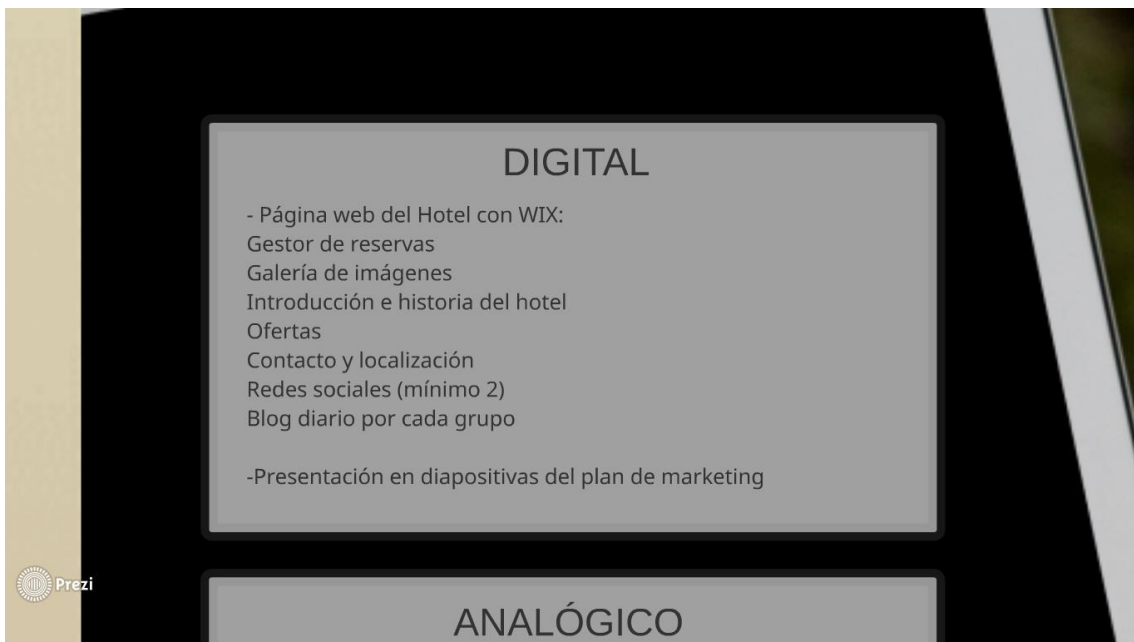 DIGITAL
- Página web del Hotel con WIX:
Gestor de reservas
Galería de imágenes
Introducción e historia del hotel
Ofertas
Contacto y localización
Redes sociales (mínimo 2)
Blog diario por cada grupo
-Presentación en diapositivas del plan de marketing
Prezi
ANALÓGICO